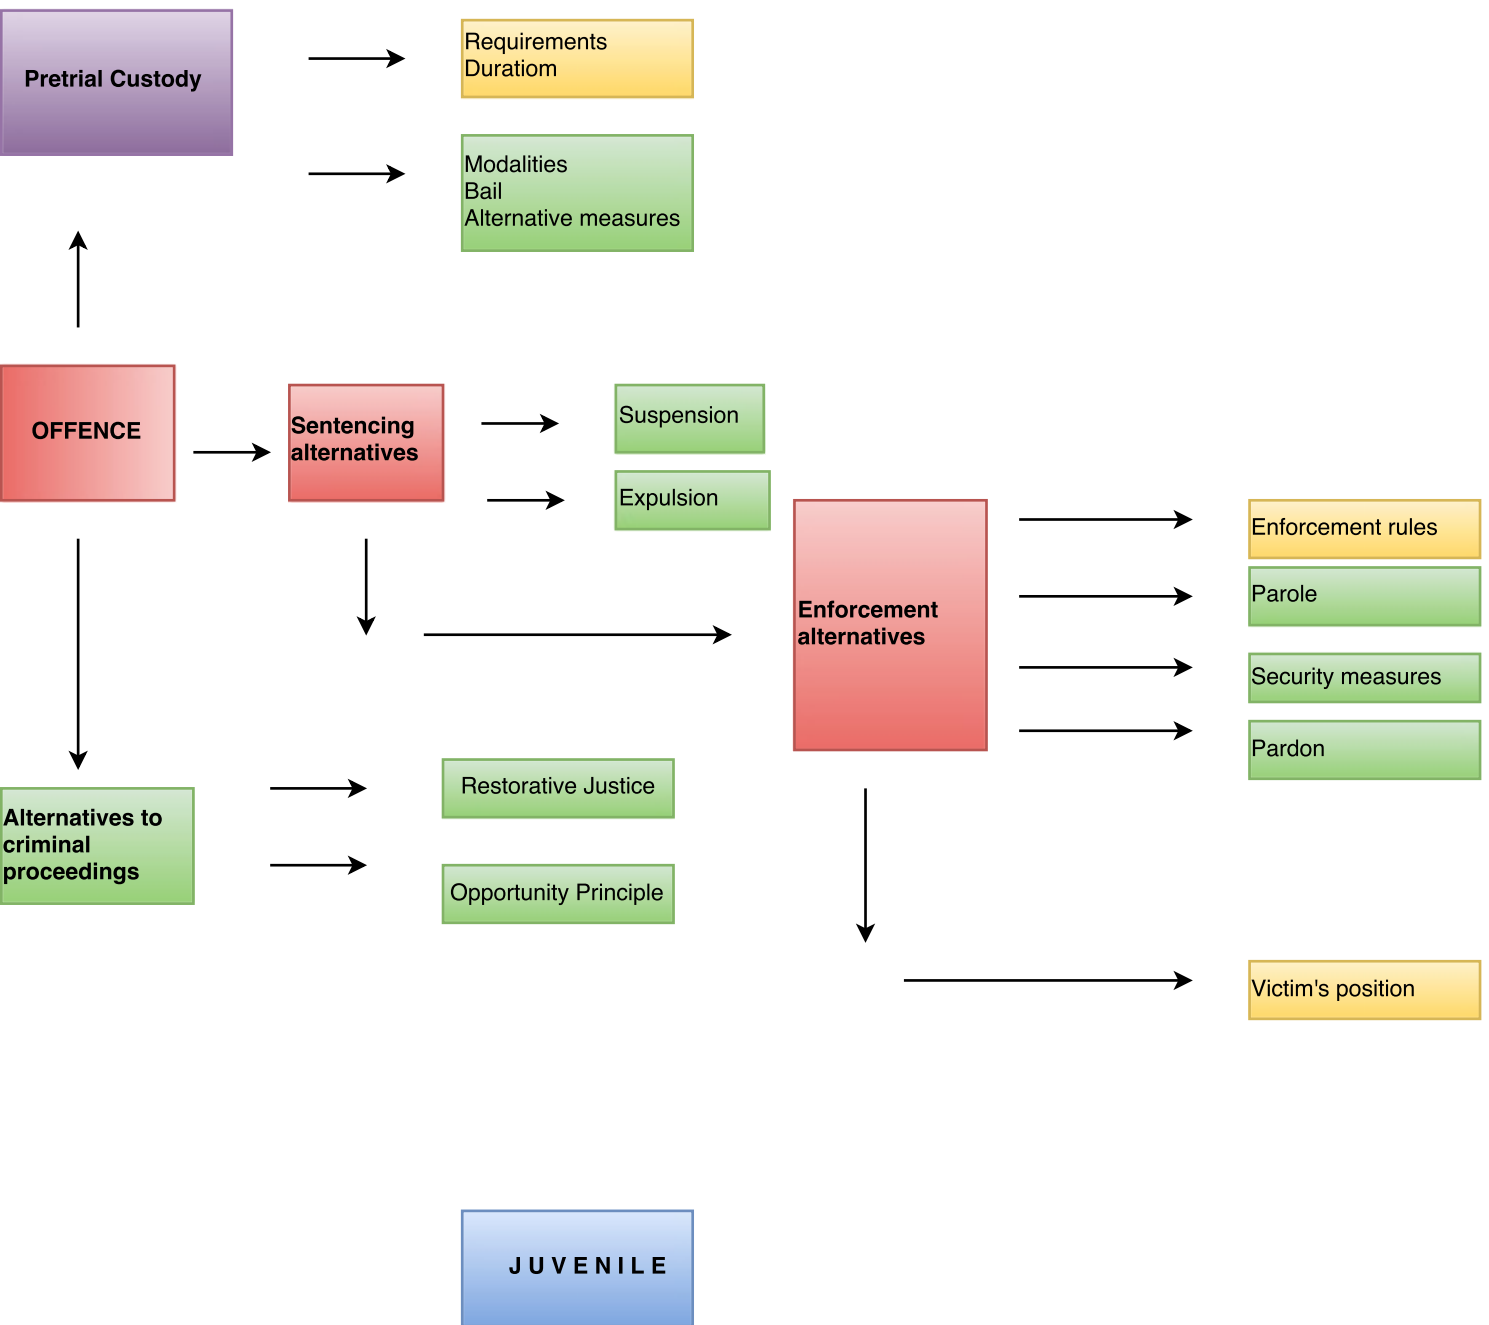 Pretrial Custody
Requirements
Duratiom
Modalities
Bail
Alternative measures
OFFENCE
Sentencing
alternatives
Suspension
Expulsion
Enforcement
alternatives
Enforcement rules
Parole
Security measures
Pardon
Alternatives to
criminal
proceedings
Restorative Justice
Opportunity Principle
Victim's position
J U V E N I L E